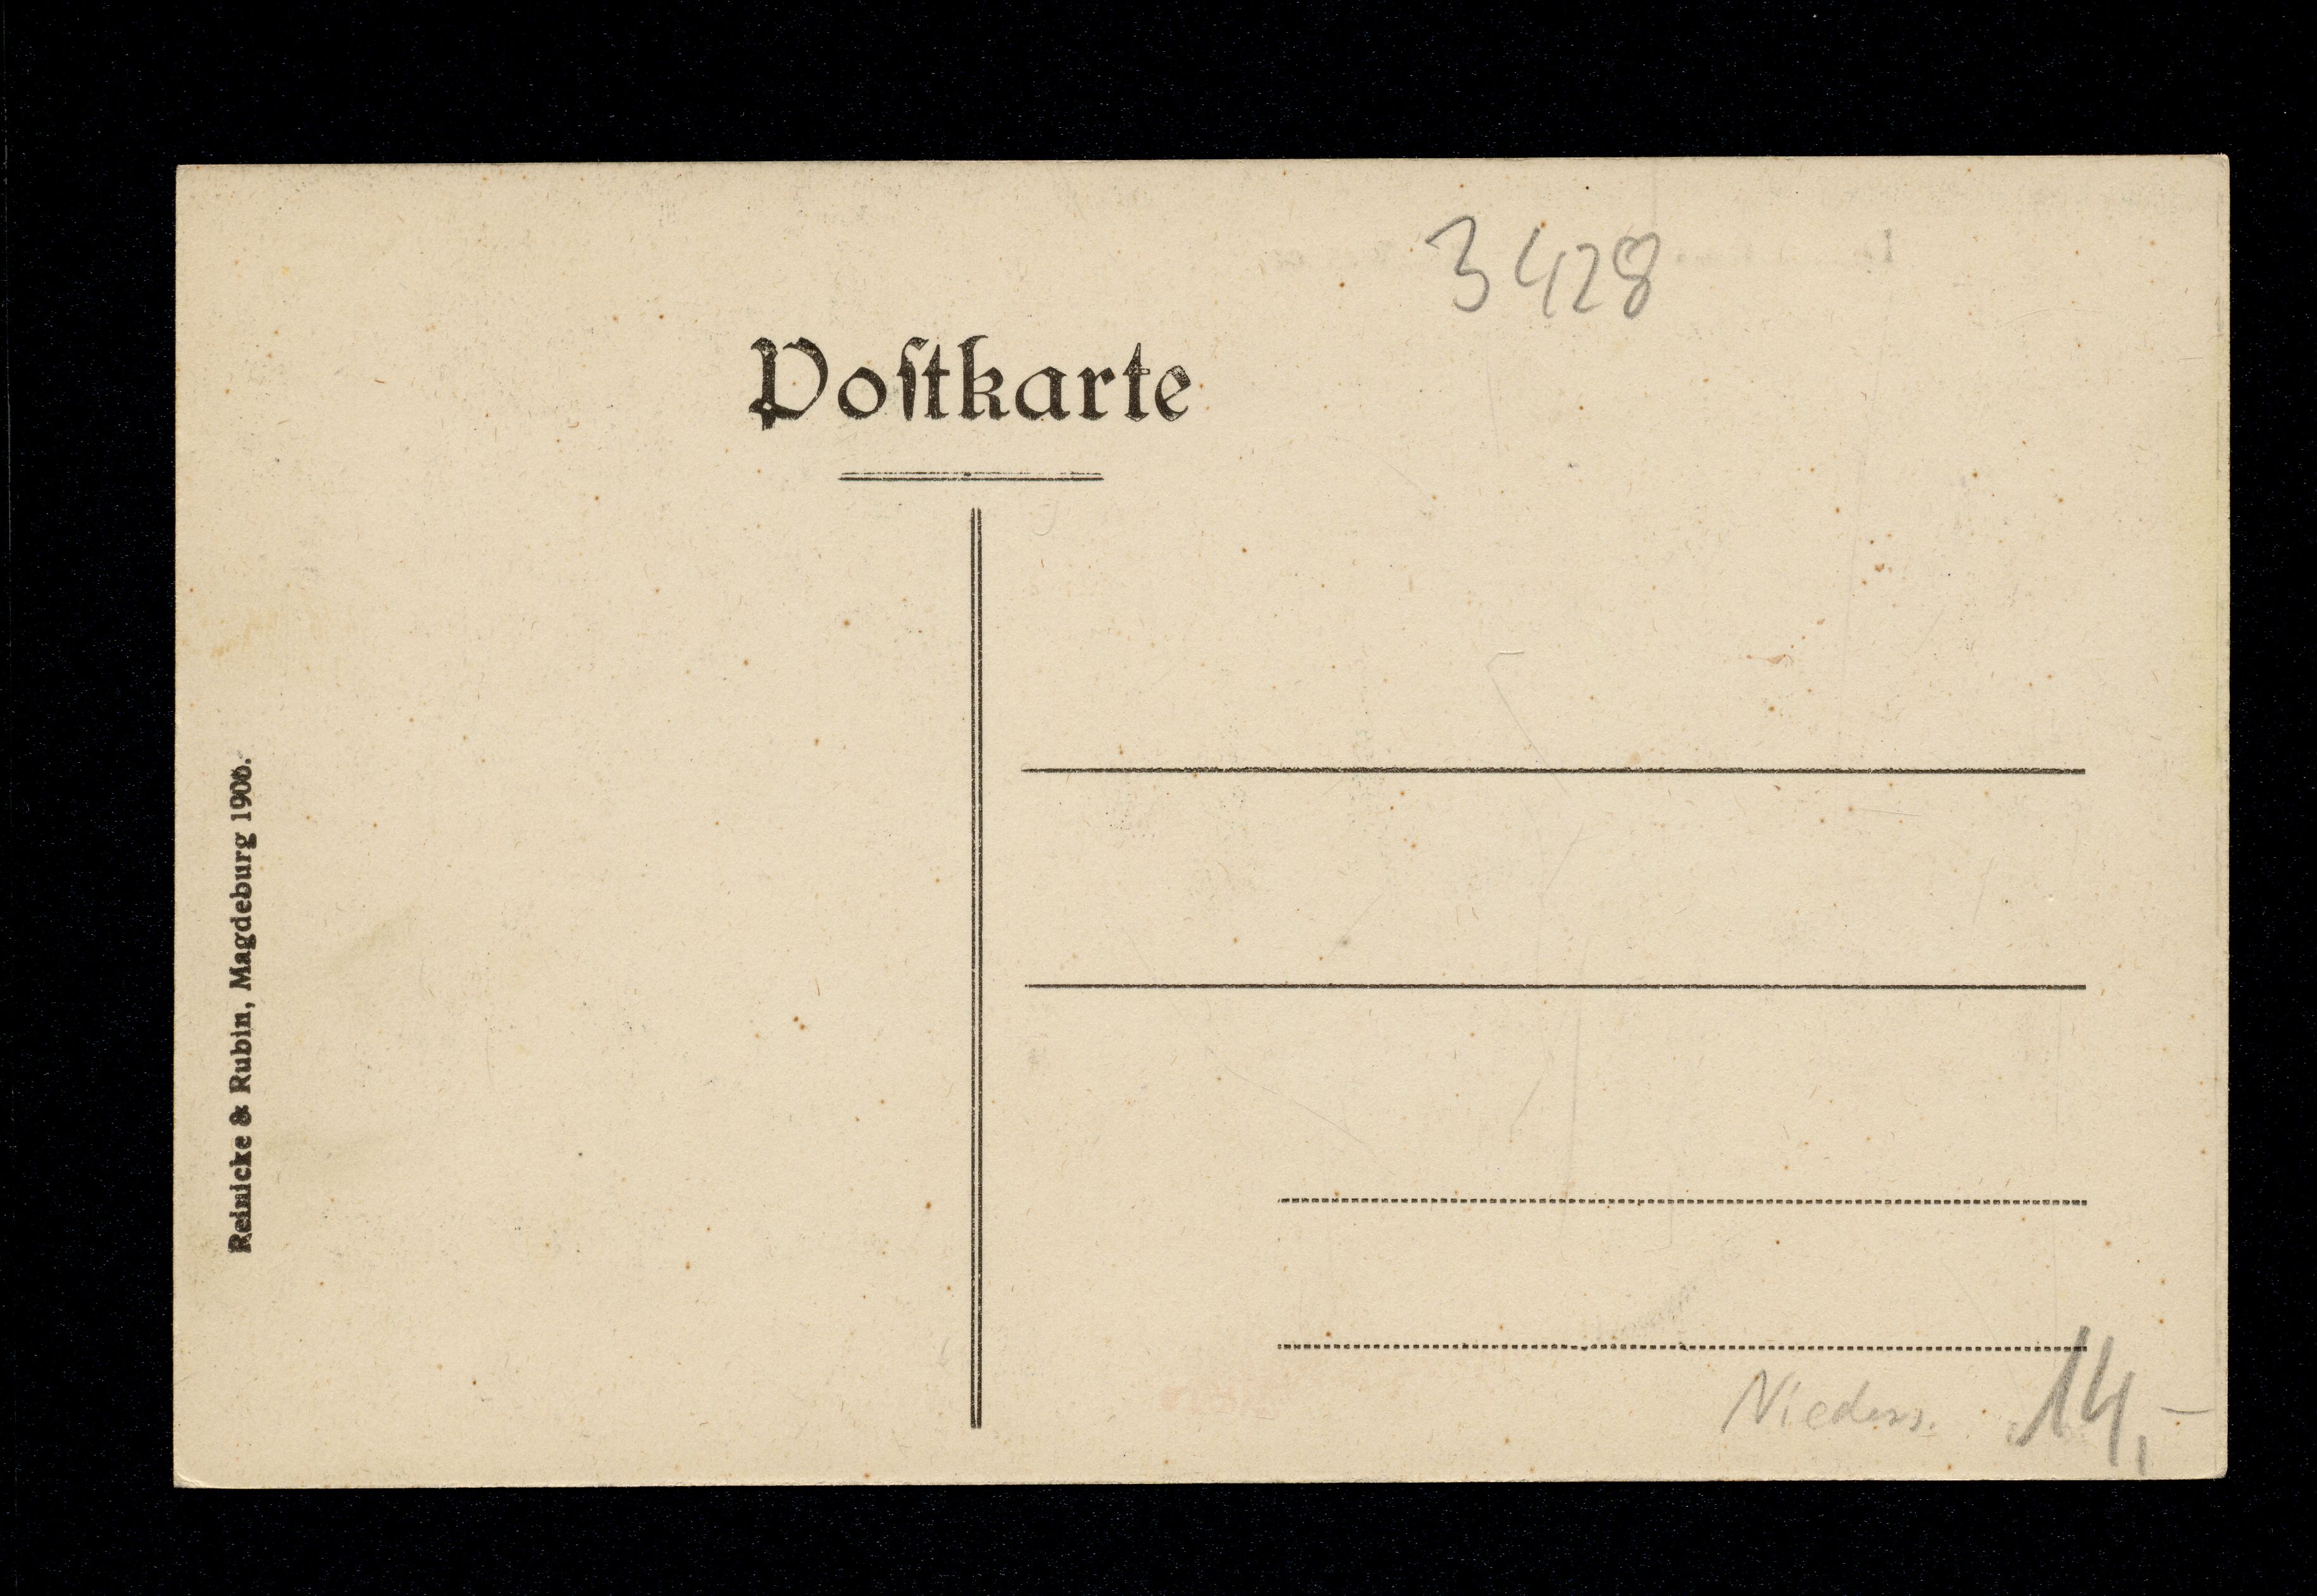 3428
Poſtkarte
Reinicke & Rubin, Magdeburg 1906.
Nieders. 14,-